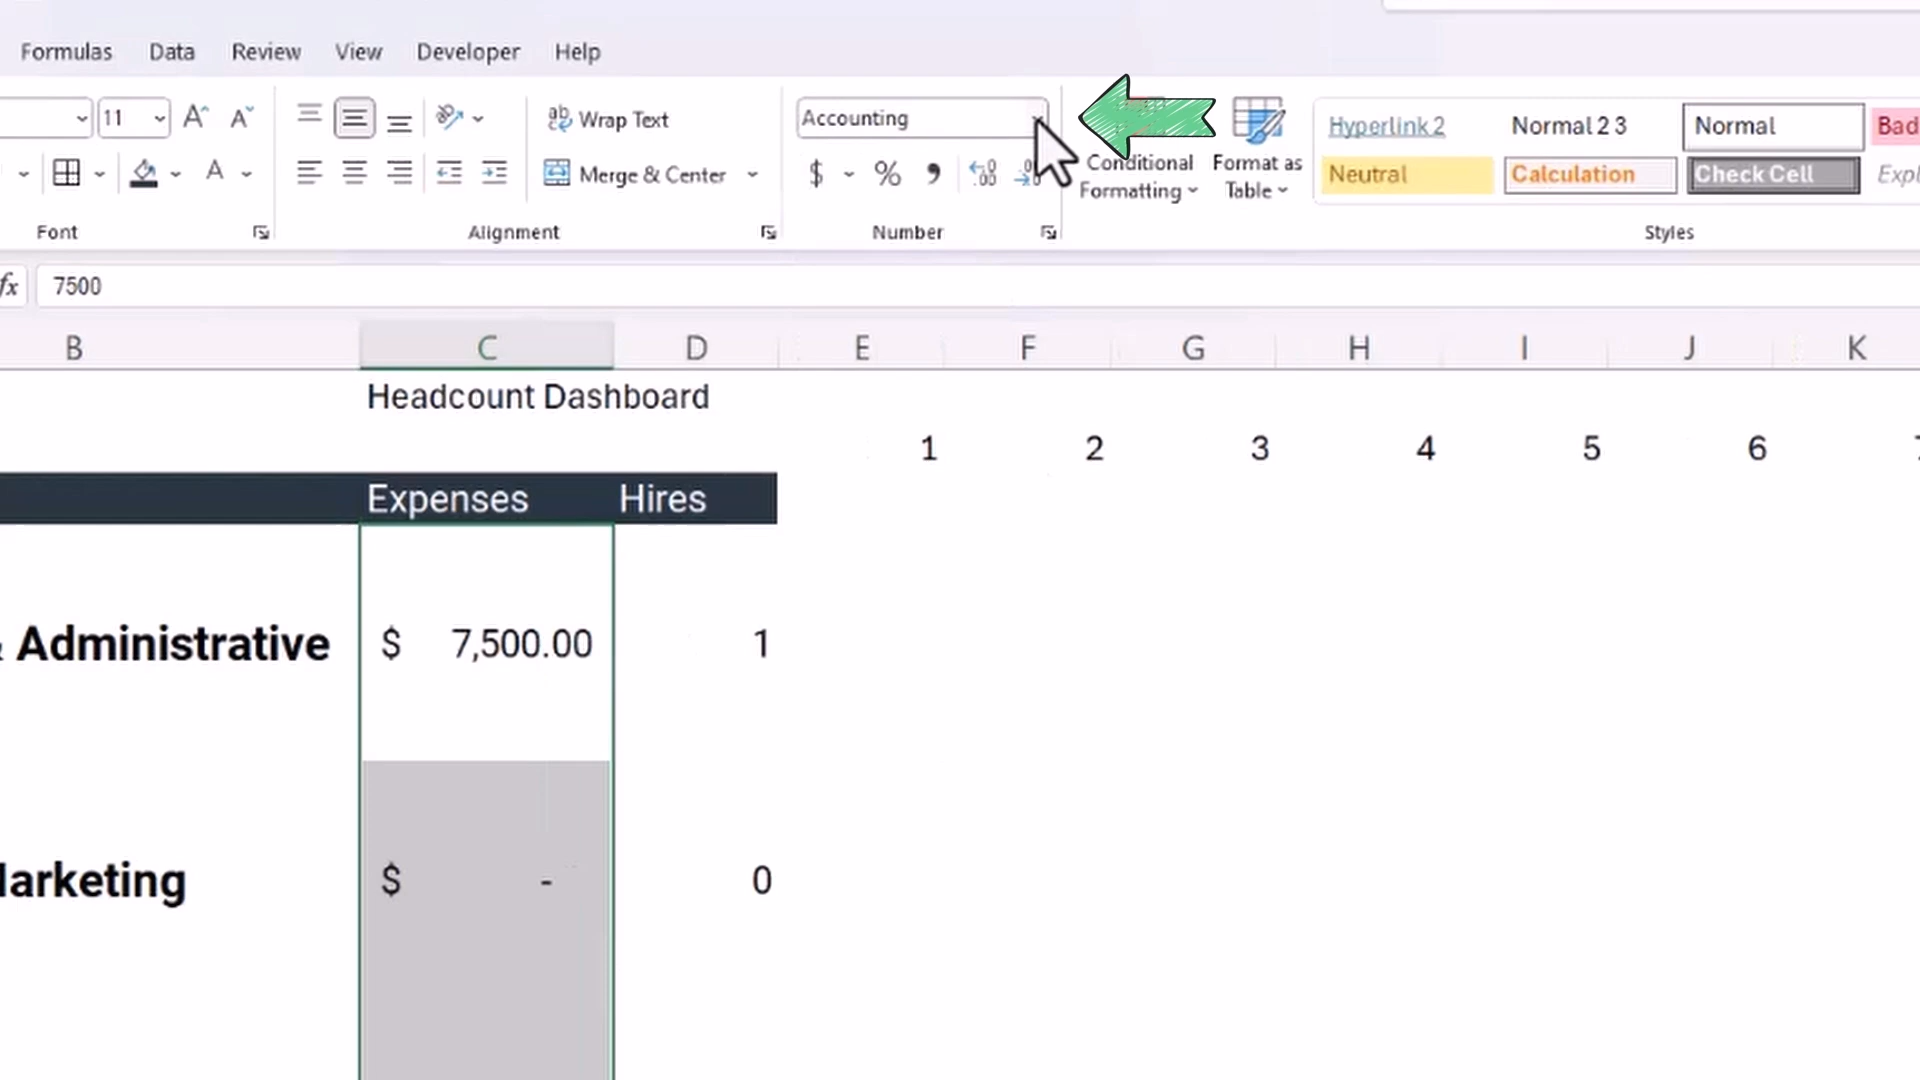 Formulas Data Review View Developer Help
11 Wrap Text Accounting Hyperlink 2 Normal 2 3 Normal Bad
Merge & Center $ % Conditional Formatting Format as Table Neutral Calculation Check Cell
Font Alignment Number Styles
fx 7500
B C D E F G H I J K
Headcount Dashboard
1 2 3 4 5 6
Expenses Hires
Administrative $ 7,500.00 1
$ - 0